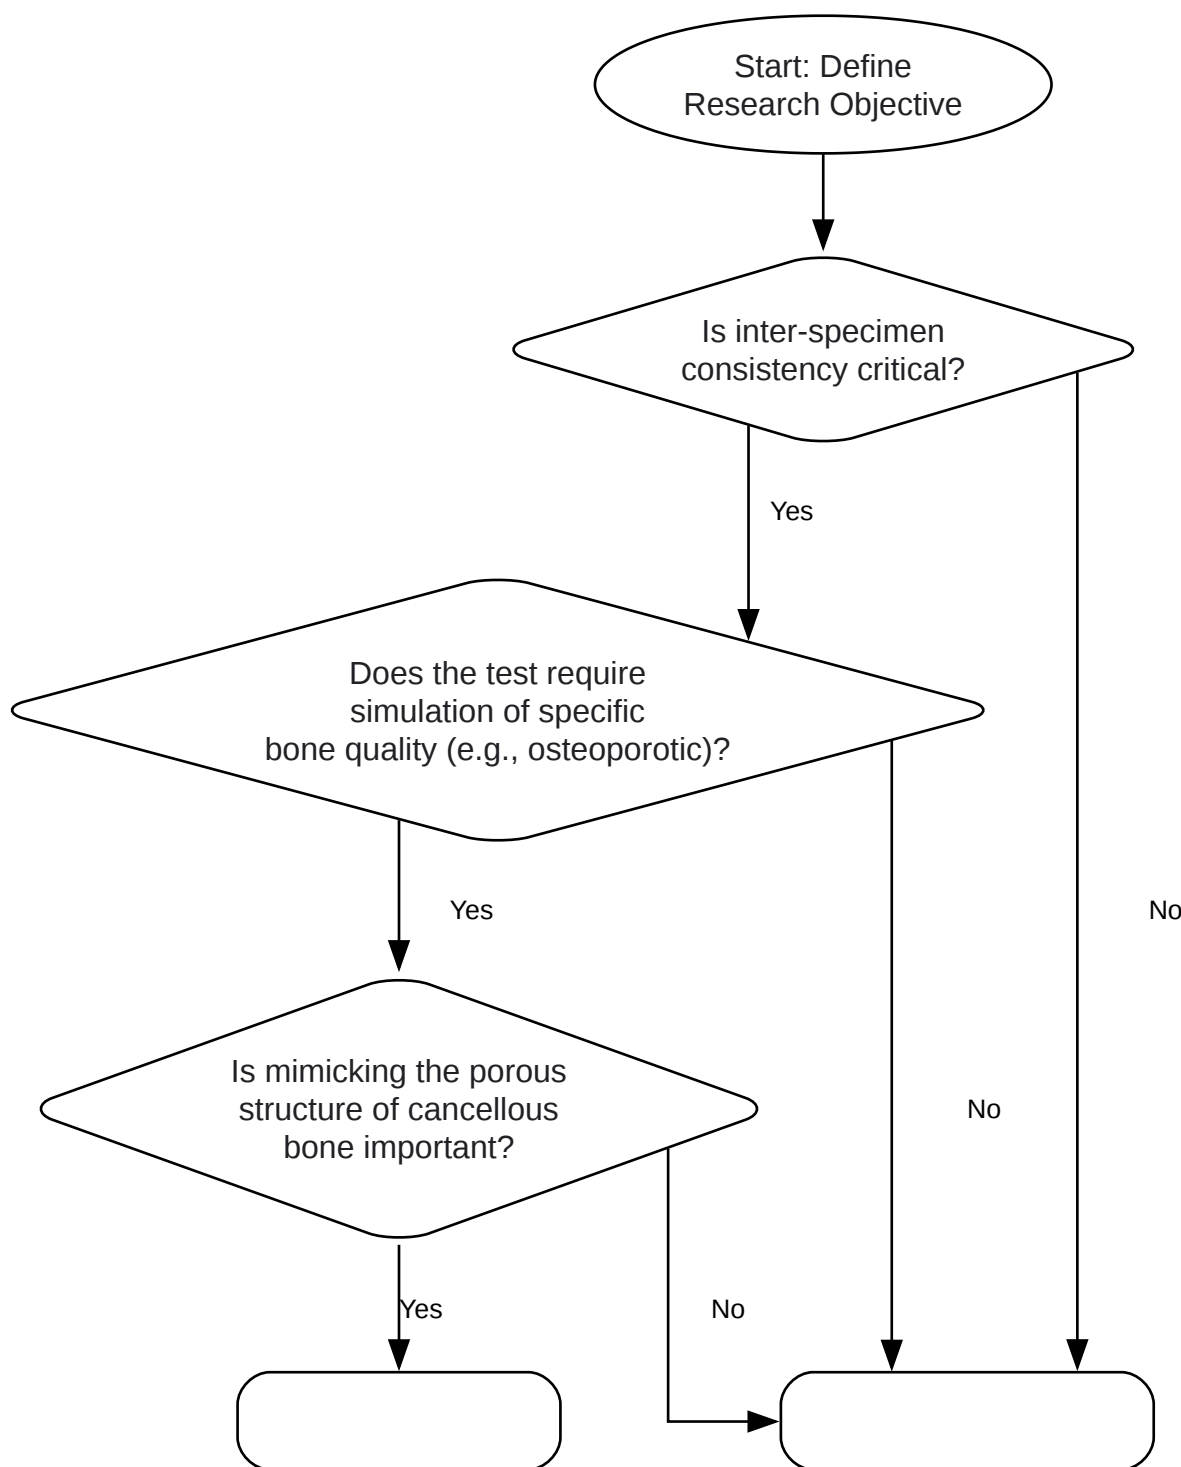 Start: Define
Research Objective
Is inter-specimen
consistency critical?
Yes
Does the test require
simulation of specific
bone quality (e.g., osteoporotic)?
Yes
No
Is mimicking the porous
structure of cancellous
bone important?
No
Yes
No